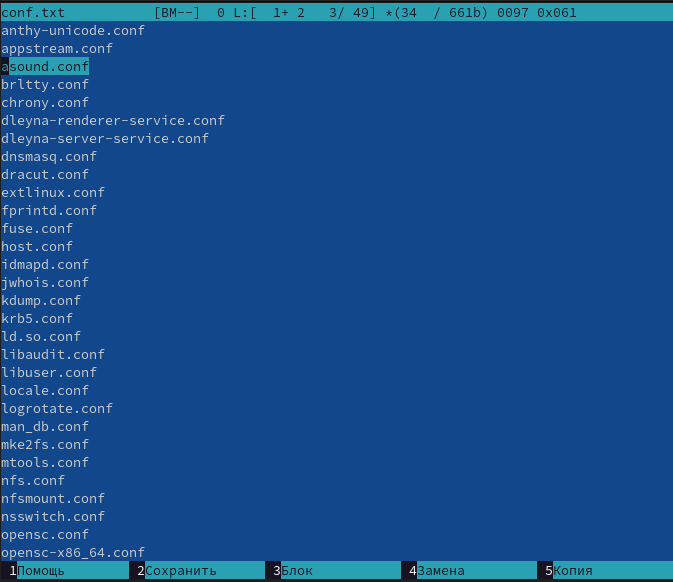 conf.txt [BM--] 0 L:[ 1+ 2 3/ 49] *(34 / 661b) 0097 0x061
anthy-unicode.conf
appstream.conf
asound.conf
brltty.conf
chrony.conf
dleyna-renderer-service.conf
dleyna-server-service.conf
dnsmasq.conf
dracut.conf
extlinux.conf
fprintd.conf
fuse.conf
host.conf
idmapd.conf
jwhois.conf
kdump.conf
krb5.conf
ld.so.conf
libaudit.conf
libuser.conf
locale.conf
logrotate.conf
man_db.conf
mke2fs.conf
mtools.conf
nfs.conf
nfsmount.conf
nsswitch.conf
opensc.conf
opensc-x86_64.conf
1Помощь 2Сохранить 3Блок 4Замена 5Копия